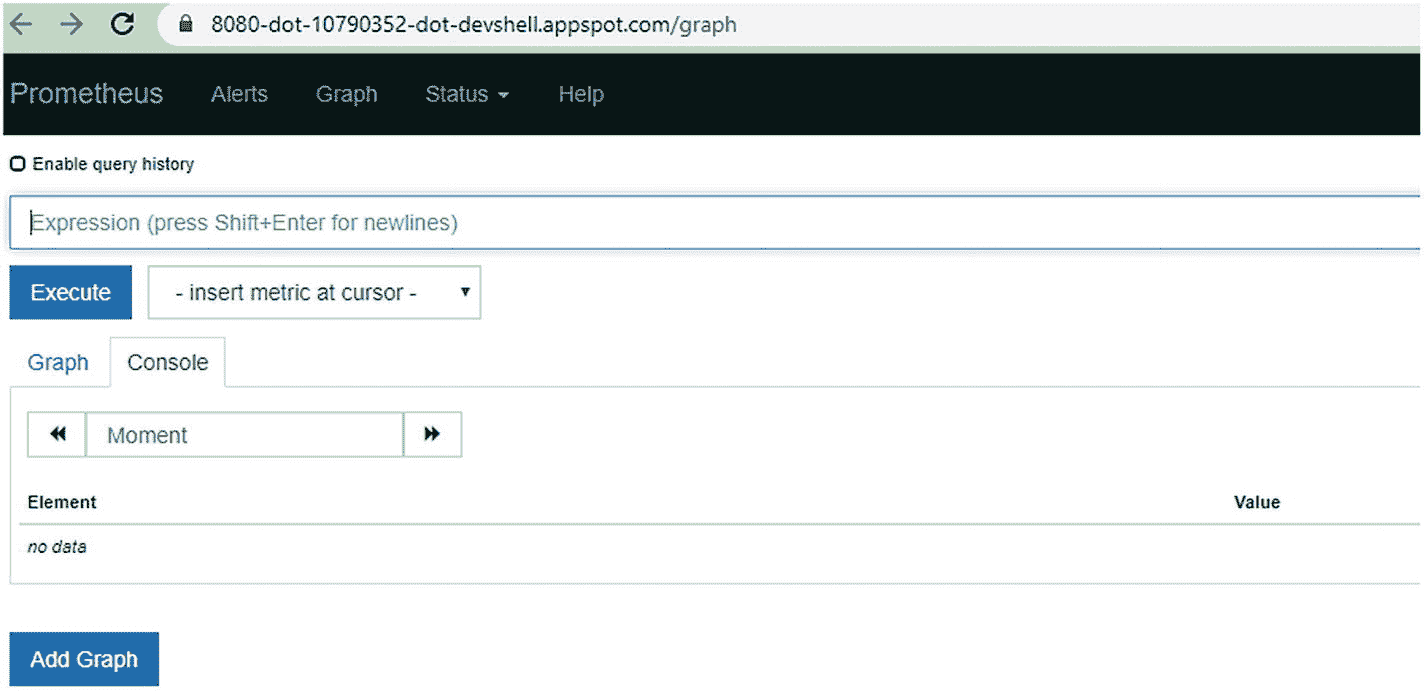 8080-dot-10790352-dot-devshell.appspot.com/graph
Prometheus Alerts Graph Status Help
Enable query history
Expression (press Shift+Enter for newlines)
Execute - insert metric at cursor -
Graph Console
Moment
Element Value
no data
Add Graph